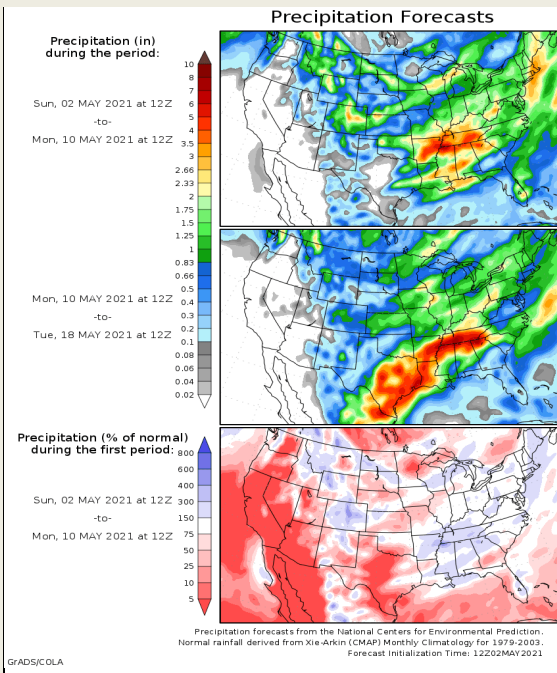 Precipitation Forecasts
Precipitation (in)
during the period:
Sun, 02 MAY 2021 at 12Z
-to-
Mon, 10 MAY 2021 at 12Z
10
8
7
6
5
4
3.5
3
2.66
2.33
2
1.75
1.5
1.25
1
0.83
0.66
0.5
0.4
0.3
0.2
0.1
0.08
0.06
0.04
0.02
Mon, 10 MAY 2021 at 12Z
-to-
Tue, 18 MAY 2021 at 12Z
Precipitation (% of normal)
during the first period:
Sun, 02 MAY 2021 at 12Z
-to-
Mon, 10 MAY 2021 at 12Z
800
600
400
300
150
75
50
25
10
5
Precipitation forecasts from the National Centers for Environmental Prediction.
Normal rainfall derived from Xie-Arkin (CMAP) Monthly Climatology for 1979-2003.
Forecast Initialization Time: 12Z02MAY2021
GrADS/COLA